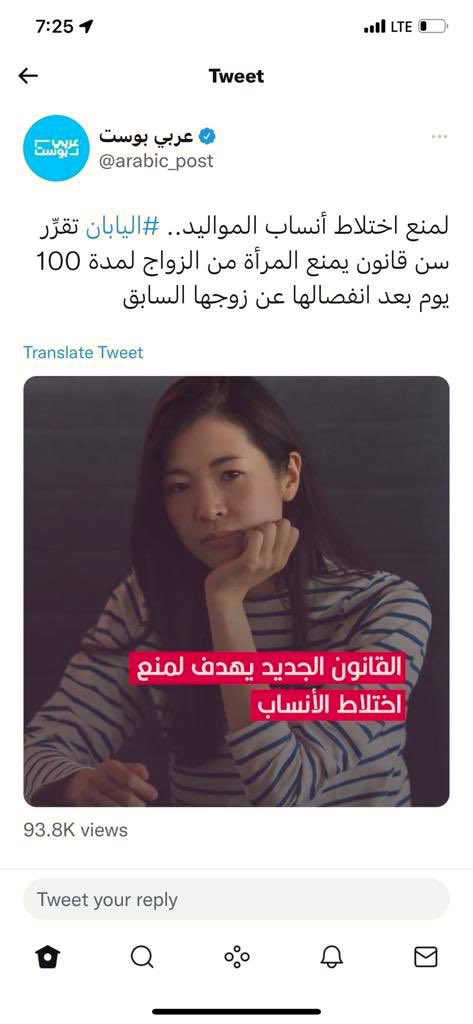 7:25
LTE
Tweet
عربي بوست
عربي بوست
@arabic_post
لمنع اختلاط أنساب المواليد.. #اليابان تقرِّر
سن قانون يمنع المرأة من الزواج لمدة 100
يوم بعد انفصالها عن زوجها السابق
Translate Tweet
القانون الجديد يهدف لمنع
اختلاط الأنساب
93.8K views
Tweet your reply